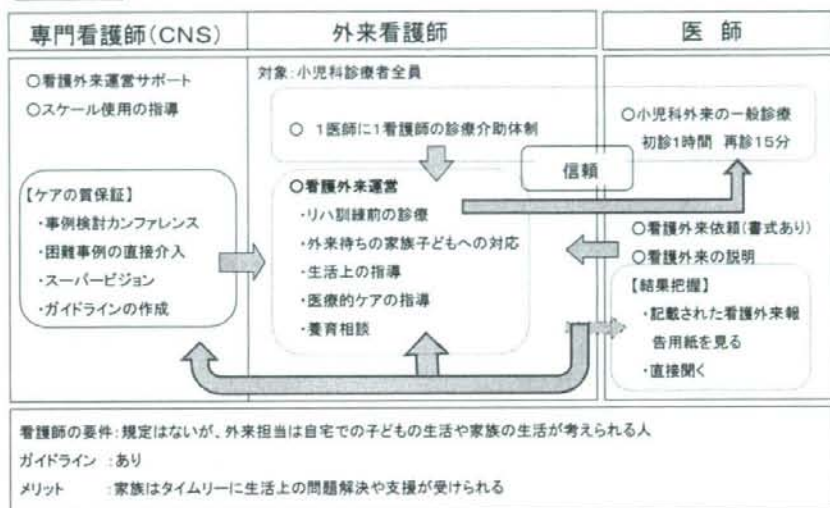 専門看護師(CNS)
外来看護師
医 師
○看護外来運営サポート
○スケール使用の指導
【ケアの質保証】
・事例検討カンファレンス
・困難事例の直接介入
・スーパービジョン
・ガイドラインの作成
対象:小児科診療者全員
○ 1医師に1看護師の診療介助体制
○看護外来運営
・リハ訓練前の診療
・外来待ちの家族子どもへの対応
・生活上の指導
・医療的ケアの指導
・養育相談
信頼
○小児科外来の一般診療
初診1時間 再診15分
○看護外来依頼(書式あり)
○看護外来の説明
【結果把握】
・記載された看護外来報
告用紙を見る
・直接聞く
看護師の要件:規定はないが、外来担当は自宅での子どもの生活や家族の生活が考えられる人
ガイドライン :あり
メリット :家族はタイムリーに生活上の問題解決や支援が受けられる